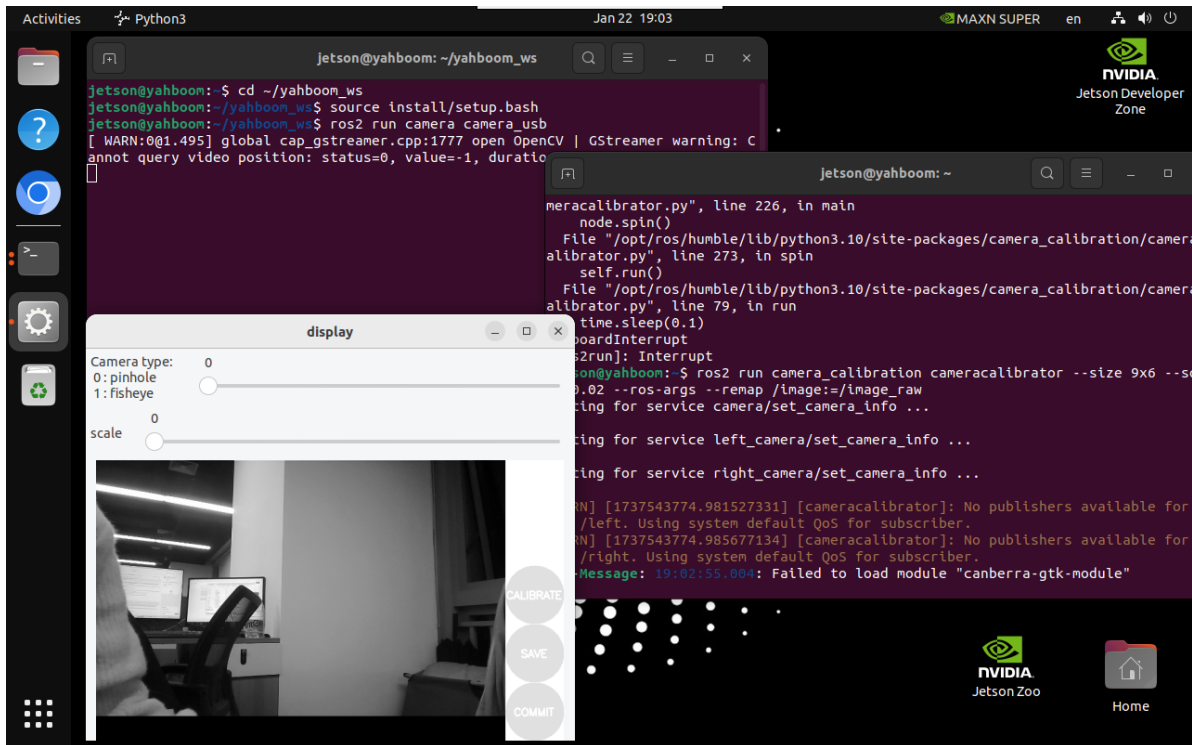 Activities
Python3
Jan 22 19:03
MAXN SUPER
en
jetson@yahboom: ~/yahboom_ws
jetson@yahboom:~$ cd ~/yahboom_ws
jetson@yahboom:~/yahboom_ws$ source install/setup.bash
jetson@yahboom:~/yahboom_ws$ ros2 run camera camera_usb
[ WARN:0@1.495] global cap_gstreamer.cpp:1777 open OpenCV | GStreamer warning: C
annot query video position: status=0, value=-1, duratio
NVIDIA.
Jetson Developer
Zone
jetson@yahboom: ~
meracalibrator.py", line 226, in main
node.spin()
File "/opt/ros/humble/lib/python3.10/site-packages/camera_calibration/camera
alibrator.py", line 273, in spin
self.run()
File "/opt/ros/humble/lib/python3.10/site-packages/camera_calibration/camera
alibrator.py", line 79, in run
time.sleep(0.1)
boardInterrupt
s2run]: Interrupt
son@yahboom:~$ ros2 run camera_calibration cameracalibrator --size 9x6 --s
0.02 --ros-args --remap /image:=/image_raw
ting for service camera/set_camera_info ...
ting for service left_camera/set_camera_info ...
ting for service right_camera/set_camera_info ...
RN] [1737543774.981527331] [cameracalibrator]: No publishers available for
/left. Using system default QoS for subscriber.
RN] [1737543774.985677134] [cameracalibrator]: No publishers available for
/right. Using system default QoS for subscriber.
-Message: 19:02:55.004: Failed to load module "canberra-gtk-module"
display
Camera type:
0
0 : pinhole
1 : fisheye
0
scale
CALIBRATE
SAVE
COMMIT
NVIDIA.
Jetson Zoo
Home